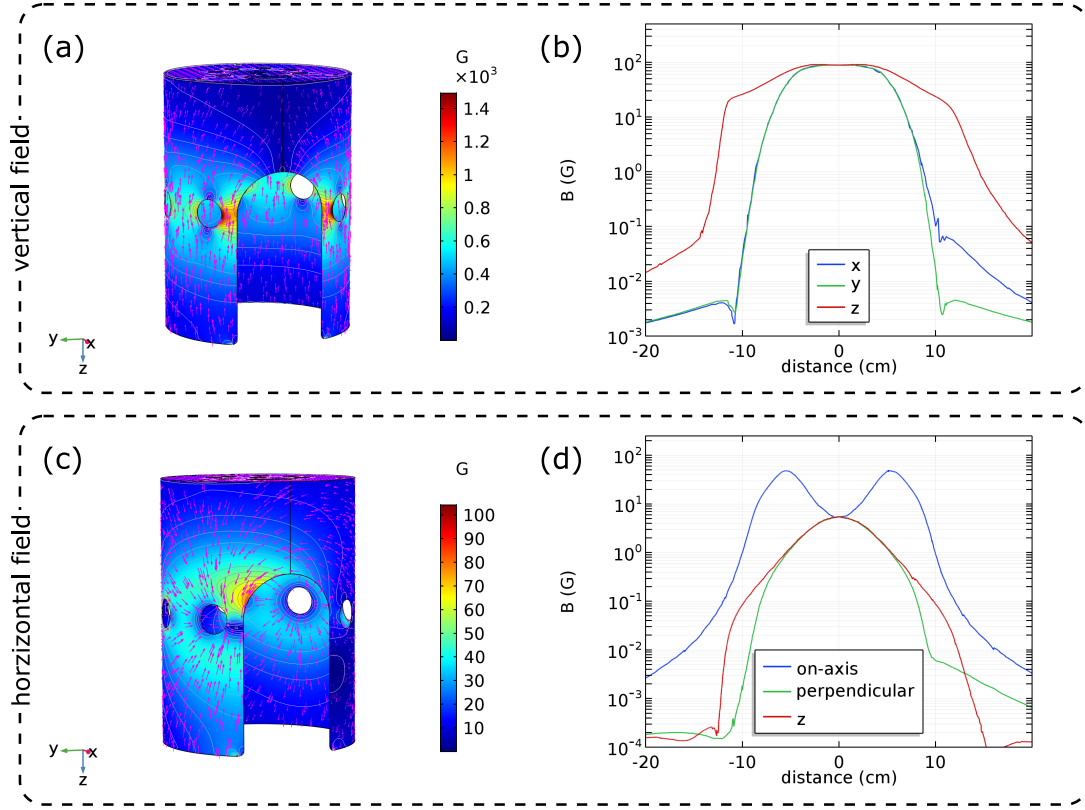 vertical field
(a)
G
×10³
1.4
1.2
1
0.8
0.6
0.4
0.2
y
x
z
(b)
B (G)
10²
10¹
10⁰
10⁻¹
10⁻²
10⁻³
x
y
z
-20
-10
0
10
distance (cm)
horzizontal field
(c)
G
100
90
80
70
60
50
40
30
20
10
y
x
z
(d)
B (G)
10²
10¹
10⁰
10⁻¹
10⁻²
10⁻³
10⁻⁴
on-axis
perpendicular
z
-20
-10
0
10
distance (cm)